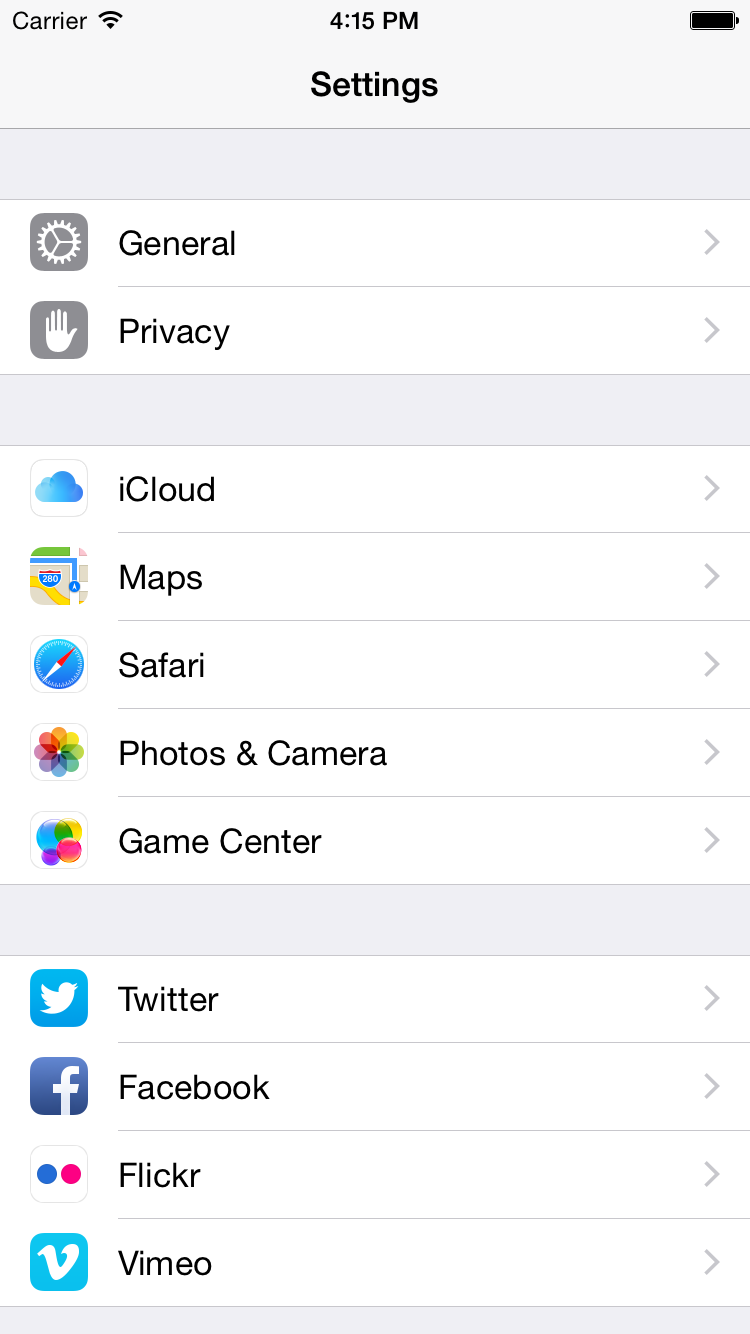 Carrier 4:15 PM
Settings
General
Privacy
iCloud
280
Maps
Safari
Photos & Camera
Game Center
Twitter
Facebook
Flickr
Vimeo